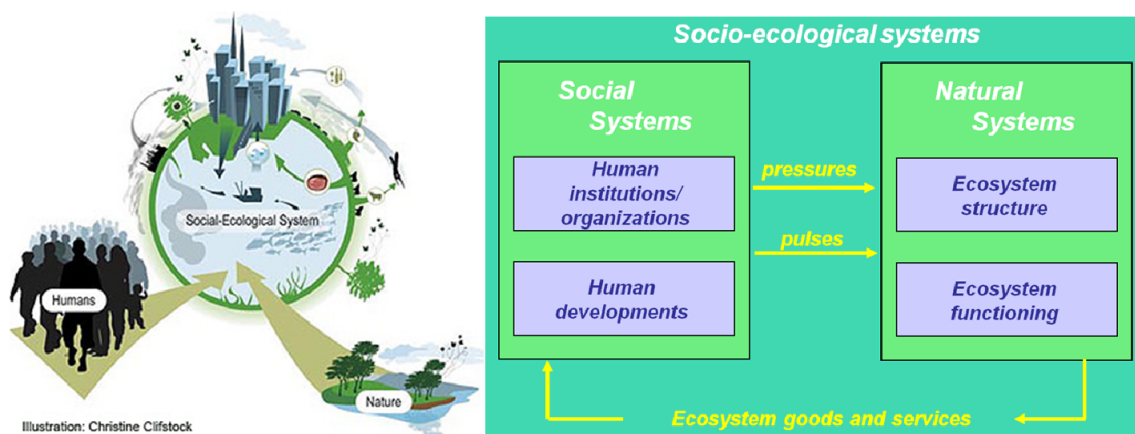 Social-Ecological System
Humans
Nature
Illustration: Christine Clifstock
Socio-ecological systems
Social
Systems
Human
institutions/
organizations
Human
developments
pressures
pulses
Natural
Systems
Ecosystem
structure
Ecosystem
functioning
Ecosystem goods and services